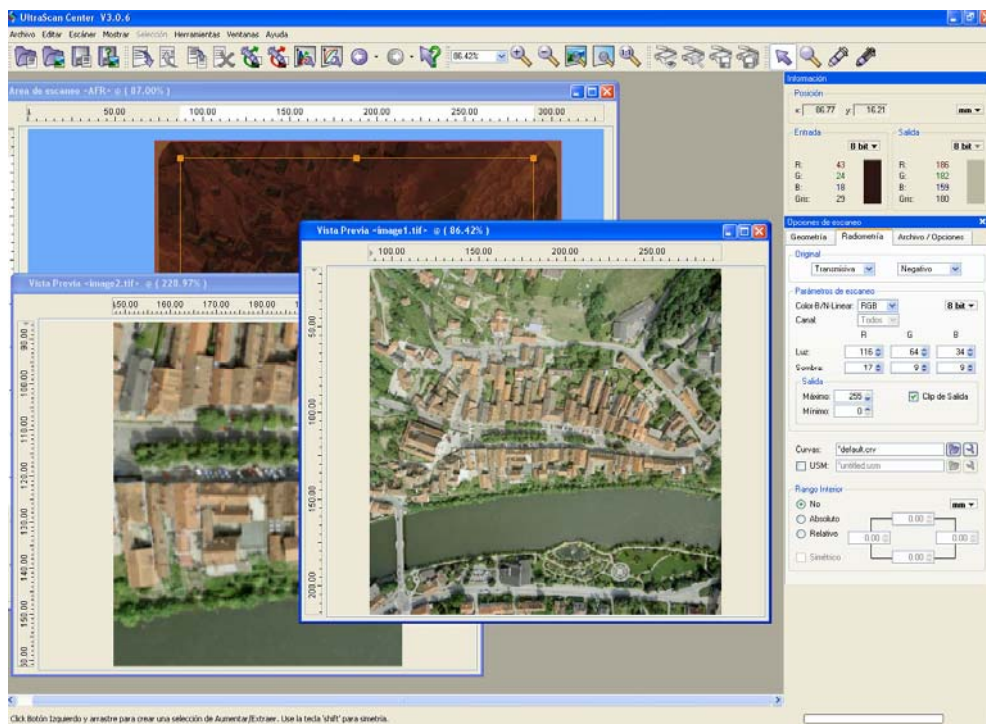 UltraScan Center V3.0.6
Archivo Editar Escáner Mostrar Selección Herramientas Ventanas Ayuda
86.42%
Area de escaneo -AFR- @ ( 87.00% )
50.00 100.00 150.00 200.00 250.00 300.00
Vista Previa -image2.tif- @ ( 228.97% )
150.00 160.00 170.00 180.00
90.00
100.00
110.00
120.00
130.00
140.00
150.00
Vista Previa -image1.tif- @ ( 86.42% )
100.00 150.00 200.00 250.00
50.00
100.00
150.00
200.00
Información
Posición
x: 86.77 y: 16.21 mm
Entrada Salida
8 bit 8 bit
R: 43 R: 186
G: 24 G: 182
B: 18 B: 159
Gris: 29 Gris: 180
Opciones de escaneo
Geometría Radiometría Archivo / Opciones
Original
Transmisiva Negativo
Parámetros de escaneo
Color-B/N-Linear: RGB 8 bit
Canal: Todos
R G B
Luz: 116 64 34
Sombra: 17 9 9
Salida
Máximo: 255 Clip de Salida
Mínimo: 0
Curvas: *default.crv
USM: *untitled.usm
Rango Interior
No mm
Absoluto 0.00
Relativo 0.00 0.00
Simétrico 0.00
Click Botón Izquierdo y arrastre para crear una selección de Aumentar/Extraer. Use la tecla 'shift' para simetría.